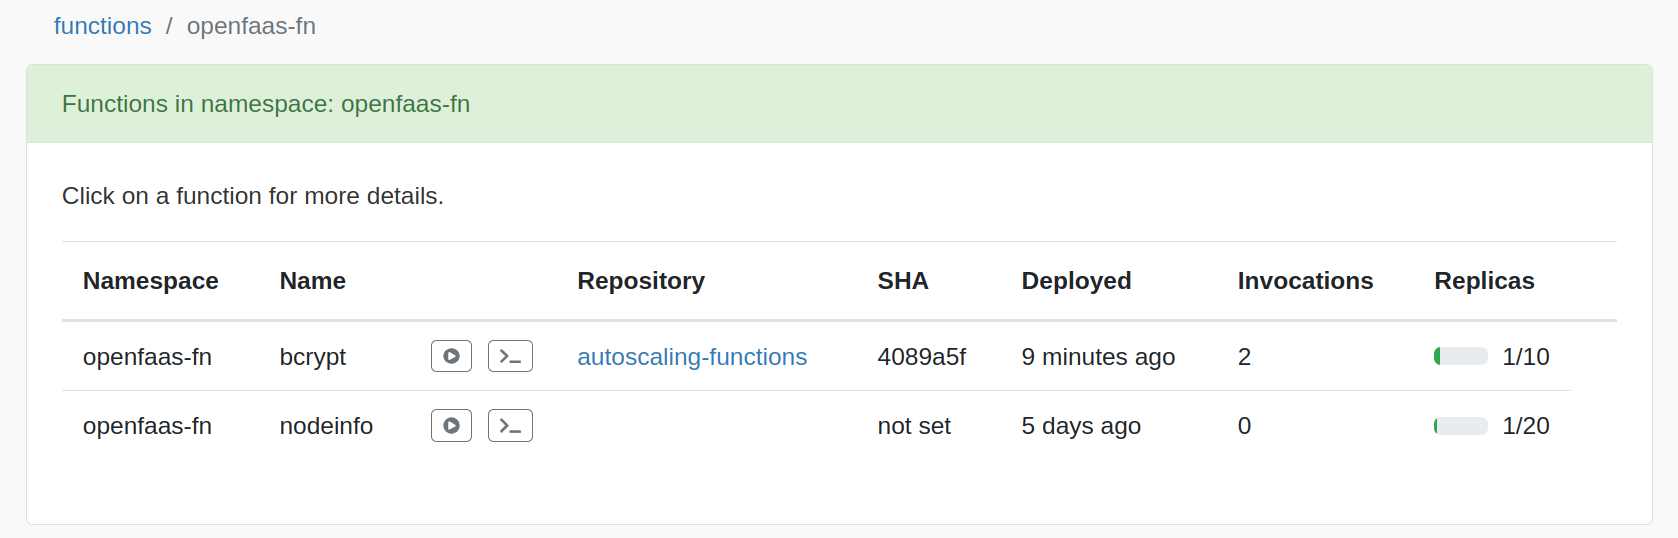 functions / openfaas-fn
Functions in namespace: openfaas-fn
Click on a function for more details.
Namespace Name Repository SHA Deployed Invocations Replicas
openfaas-fn bcrypt >_ autoscaling-functions 4089a5f 9 minutes ago 2 1/10
openfaas-fn nodeinfo >_ not set 5 days ago 0 1/20